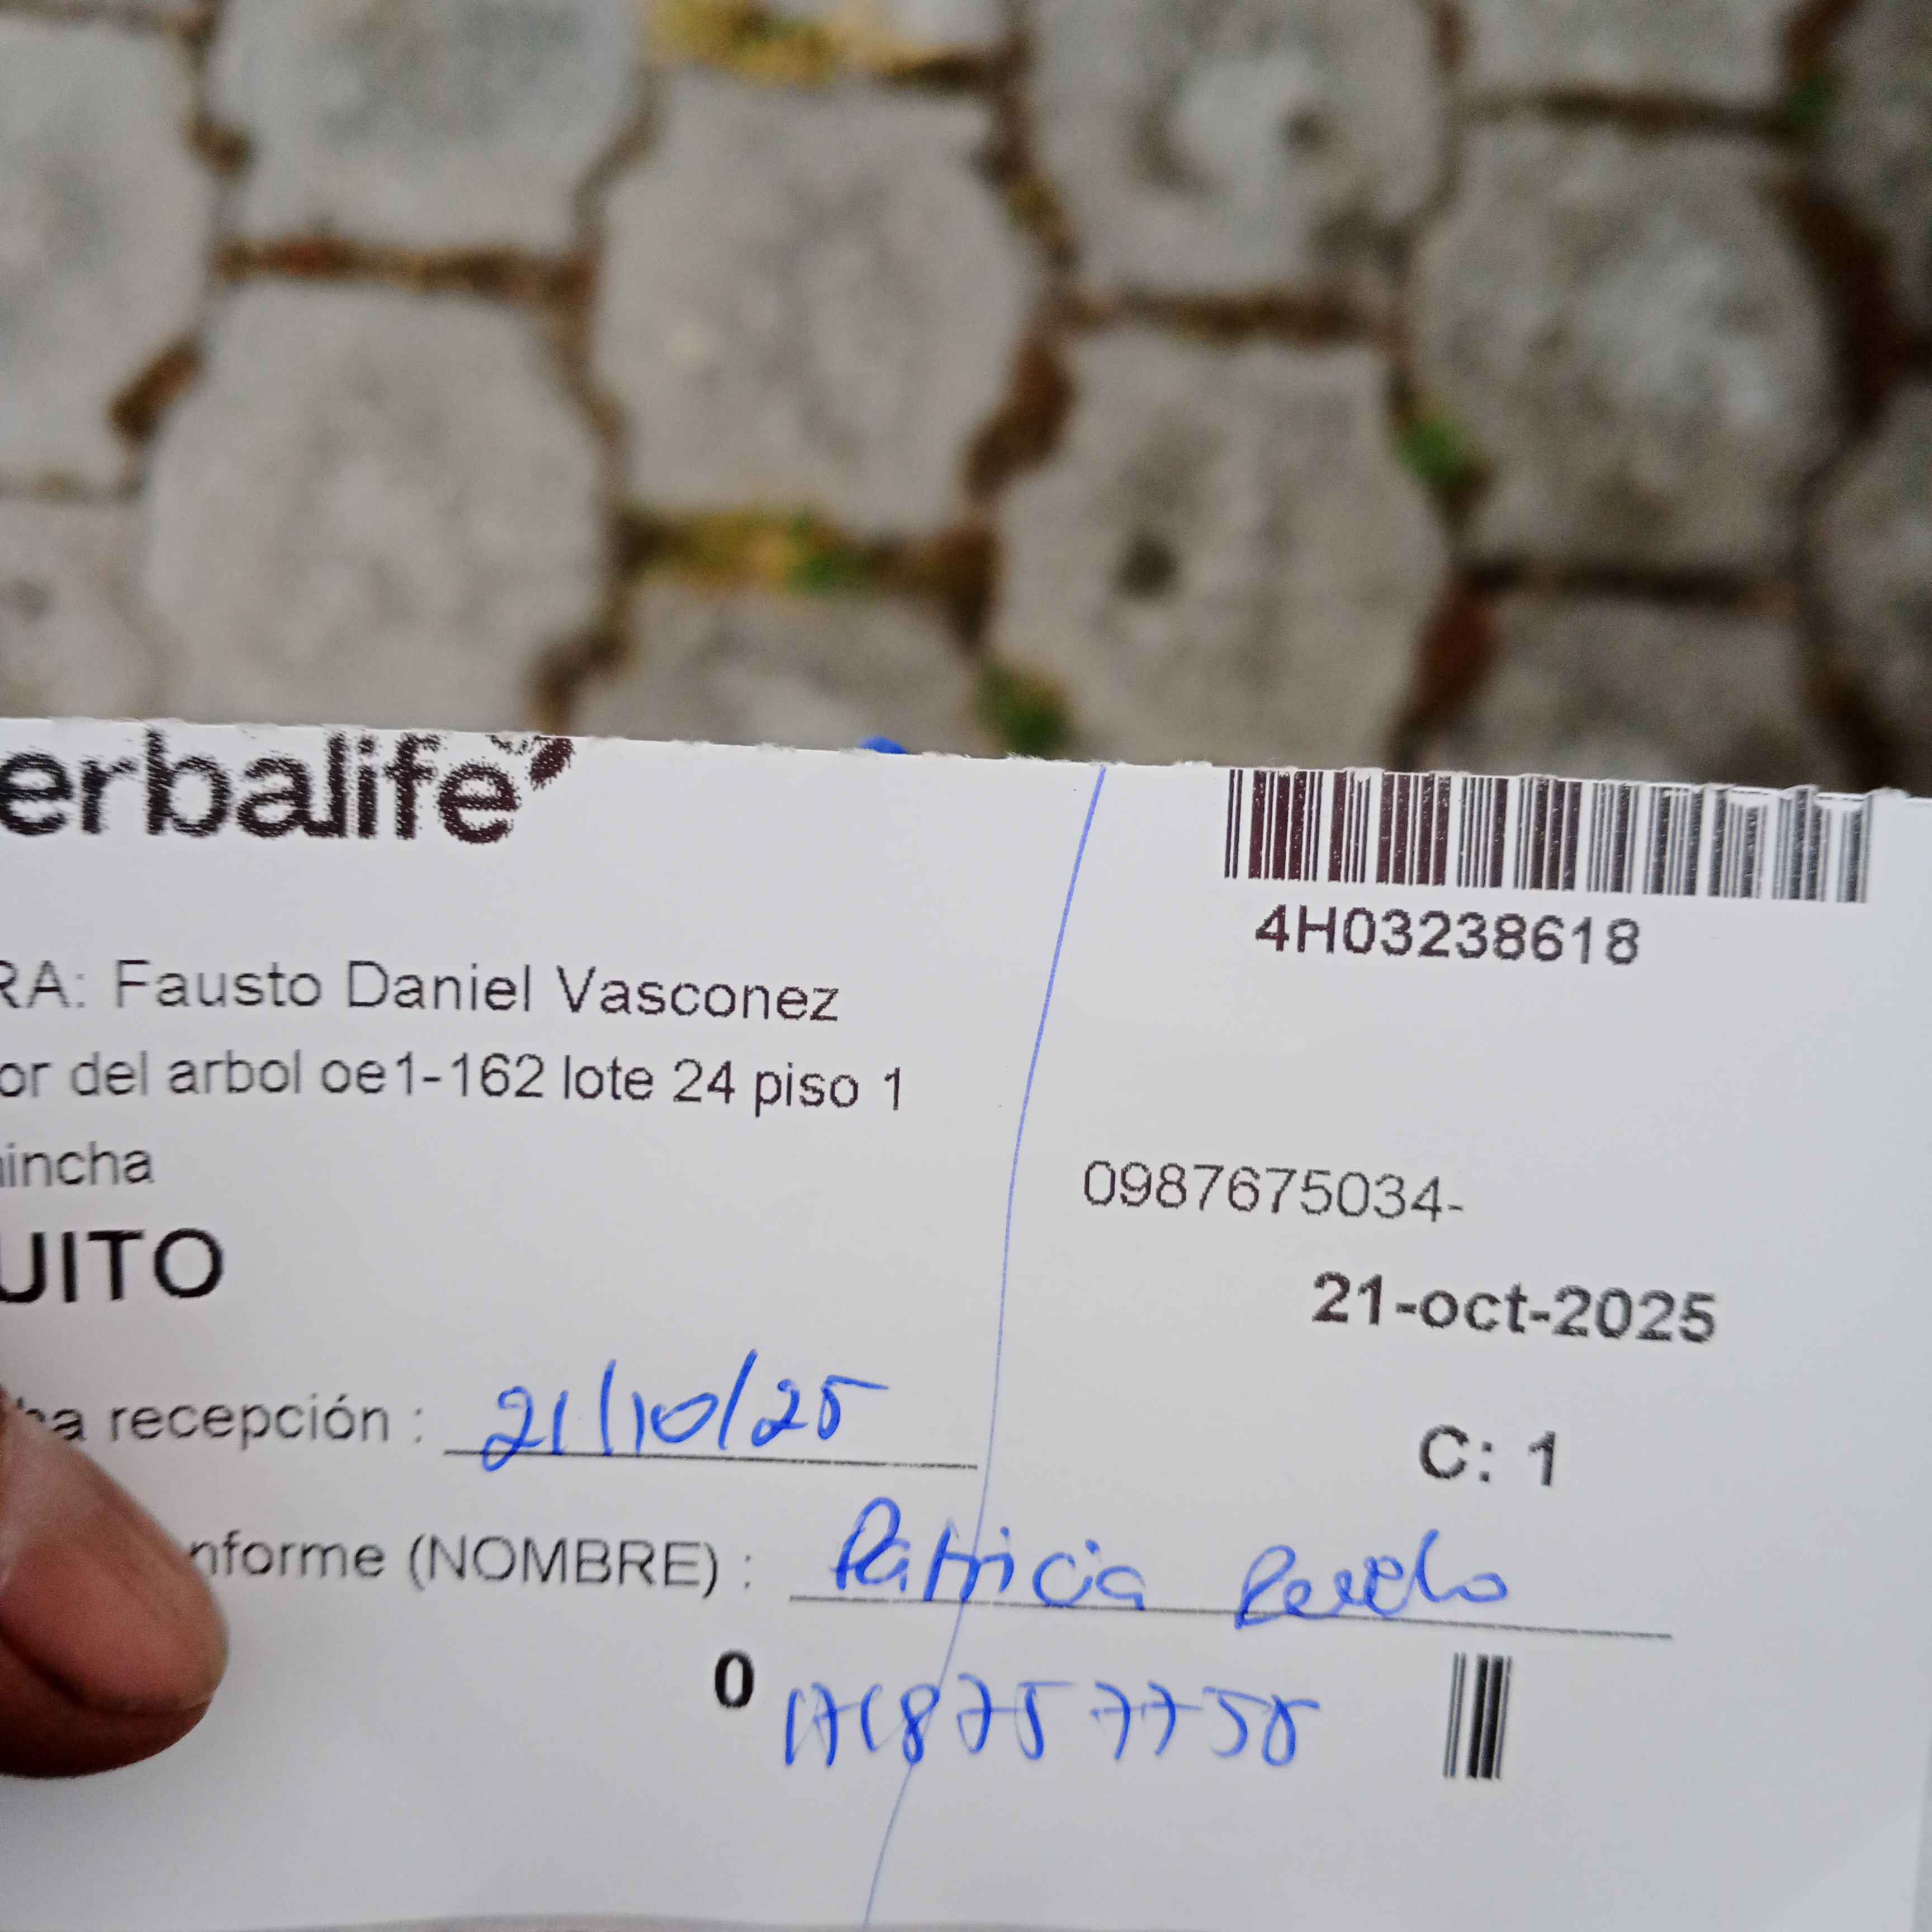 erbalife
4H03238618
RA: Fausto Daniel Vasconez
or del arbol oe1-162 lote 24 piso 1
incha
0987675034-
UITO
21-oct-2025
a recepción : 21/10/25
C: 1
nforme (NOMBRE) : Patricia
0